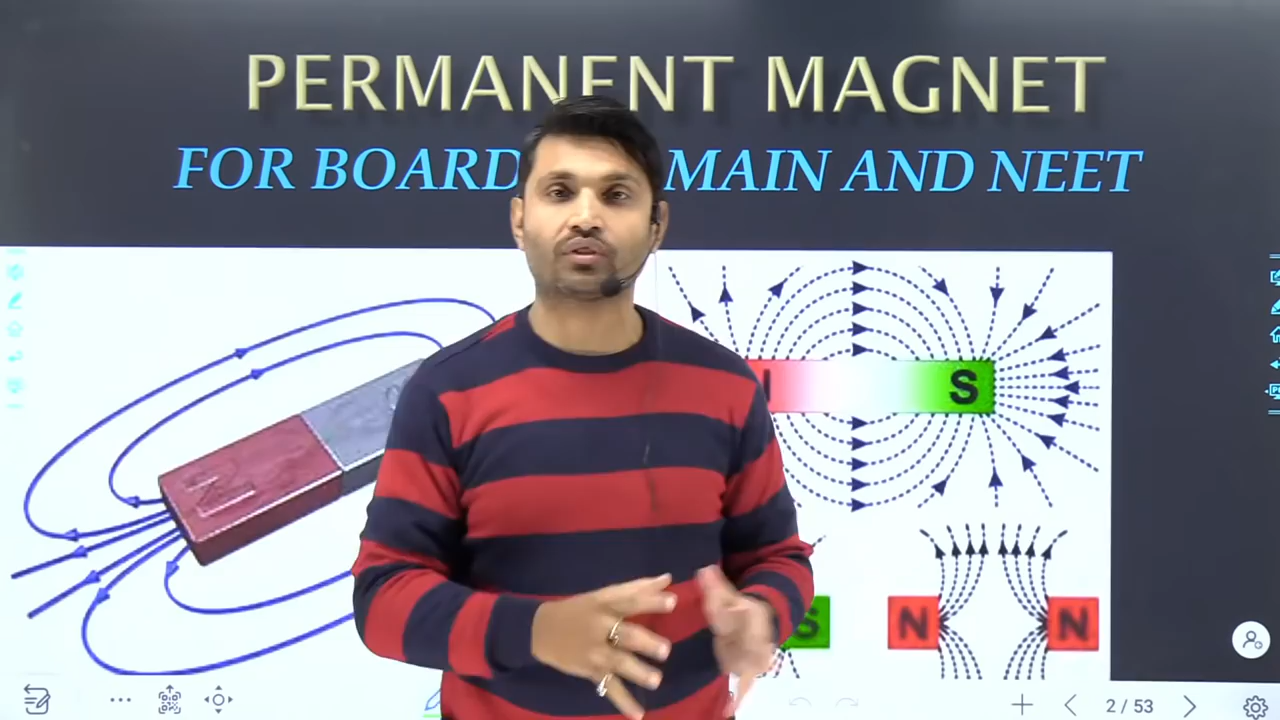 PERMANENT MAGNET
FOR BOARD MAIN AND NEET
N
S
S
N
N
2 / 53